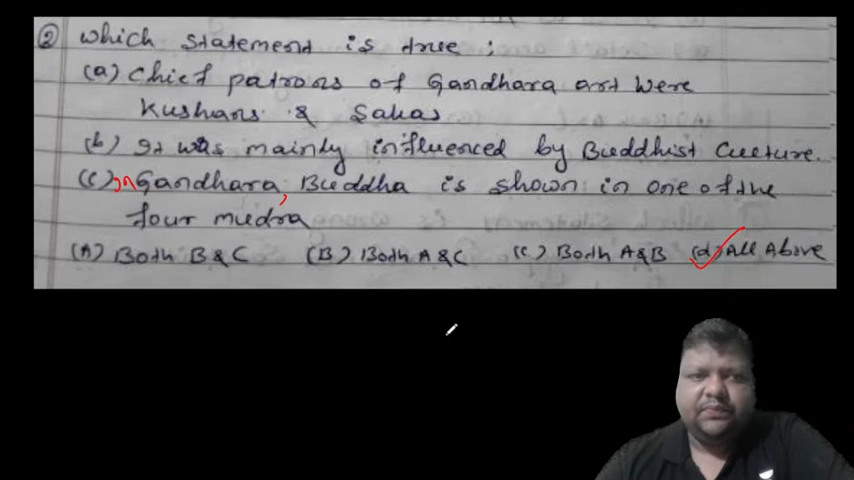 ② which statement is true :
(a) Chief patrons of Gandhara art were
Kushans & Sakas
(b) It was mainly influenced by Buddhist Culture.
(c) In Gandhara, Buddha is shown in one of the
four mudra
(A) Both B & C (B) Both A & C (c) Both A & B (d) All Above